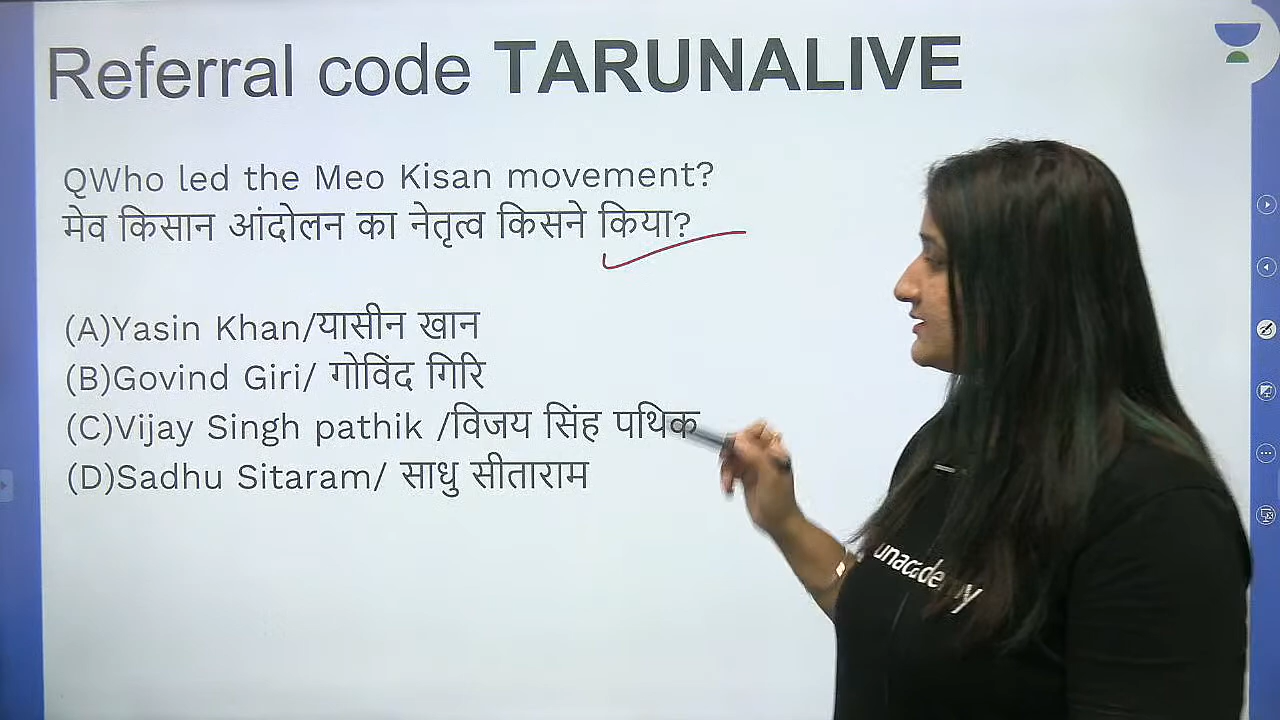 Referral code TARUNALIVE
QWho led the Meo Kisan movement?
मेव किसान आंदोलन का नेतृत्व किसने किया?
(A)Yasin Khan/यासीन खान
(B)Govind Giri/ गोविंद गिरि
(C)Vijay Singh pathik /विजय सिंह पथिक
(D)Sadhu Sitaram/ साधु सीताराम
unacademy